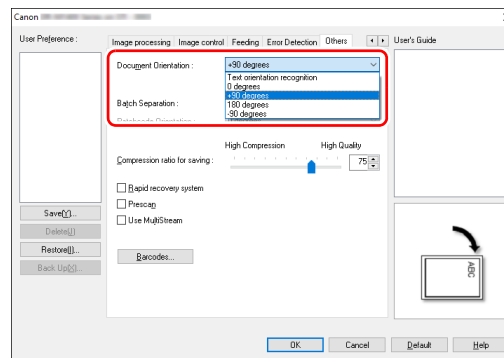 Canon
User Preference :
Image processing Image control Feeding Error Detection Others
User's Guide
Document Orientation : +90 degrees
Text orientation recognition
0 degrees
+90 degrees
180 degrees
-90 degrees
Batch Separation :
High Compression High Quality
Compression ratio for saving : 75
Rapid recovery system
Prescan
Use MultiStream
Save(Y)...
Delete(J)
Restore(I)...
Back Up(X)...
Barcodes...
ABC
OK Cancel Default Help